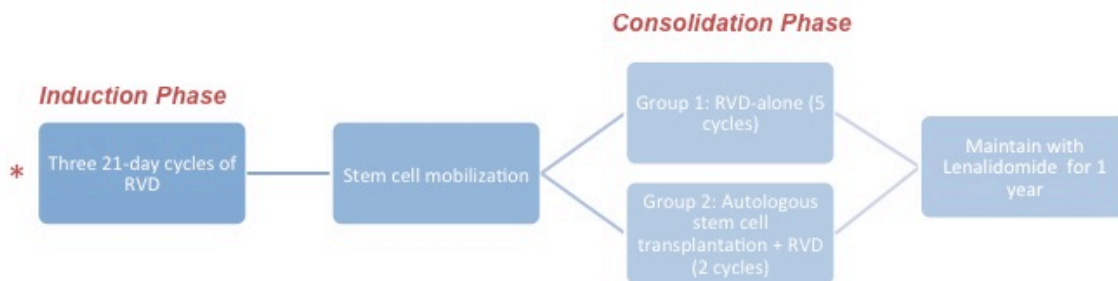 Consolidation Phase
Induction Phase
*
Three 21-day cycles of
RVD
Stem cell mobilization
Group 1: RVD-alone (5
cycles)
Group 2: Autologous
stem cell
transplantation + RVD
(2 cycles)
Maintain with
Lenalidomide for 1
year